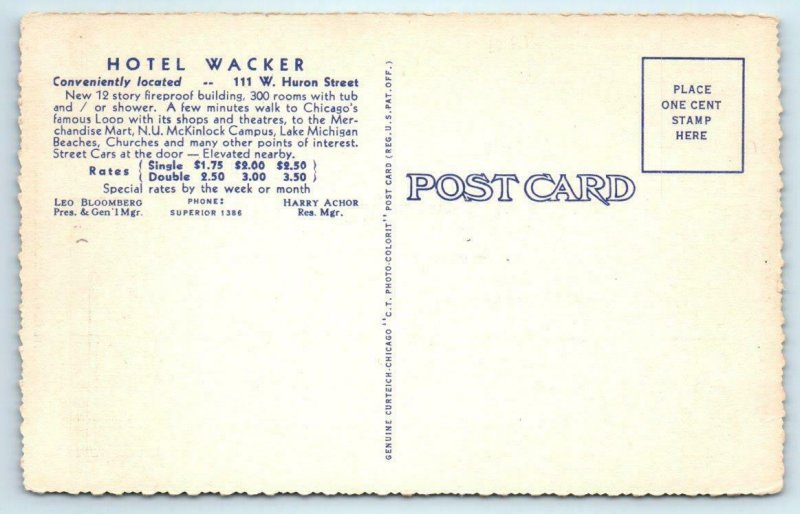 HOTEL WACKER
Conveniently located -- 111 W. Huron Street
New 12 story fireproof building, 300 rooms with tub
and / or shower. A few minutes walk to Chicago's
famous Loop with its shops and theatres, to the Mer-
chandise Mart, N.U. McKinlock Campus, Lake Michigan
Beaches, Churches and many other points of interest.
Street Cars at the door — Elevated nearby.
Rates { Single $1.75 $2.00 $2.50 }
{ Double 2.50 3.00 3.50 }
Special rates by the week or month
LEO BLOOMBERG PHONE: HARRY ACHOR
Pres. & Gen'l Mgr. SUPERIOR 1386 Res. Mgr.
GENUINE CURTEICH-CHICAGO "C.T. PHOTO-COLORIT" POST CARD (REG. U.S. PAT. OFF.)
POST CARD
PLACE
ONE CENT
STAMP
HERE